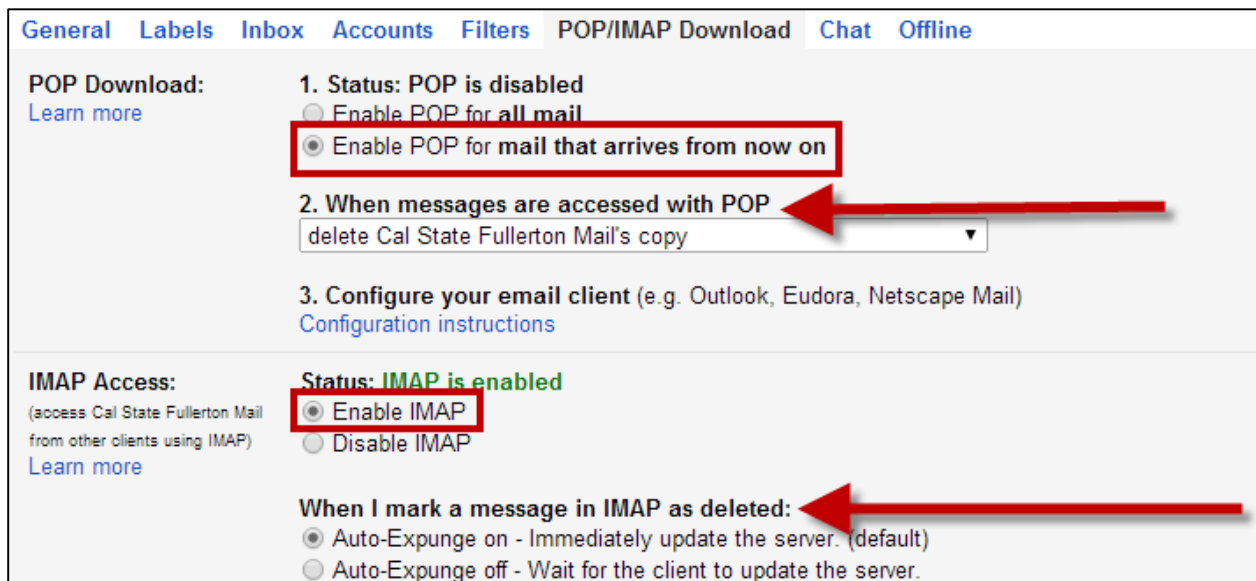 General Labels Inbox Accounts Filters POP/IMAP Download Chat Offline
POP Download:
Learn more
1. Status: POP is disabled
Enable POP for all mail
Enable POP for mail that arrives from now on
2. When messages are accessed with POP
delete Cal State Fullerton Mail's copy
3. Configure your email client (e.g. Outlook, Eudora, Netscape Mail)
Configuration instructions
IMAP Access:
(access Cal State Fullerton Mail
from other clients using IMAP)
Learn more
Status: IMAP is enabled
Enable IMAP
Disable IMAP
When I mark a message in IMAP as deleted:
Auto-Expunge on - Immediately update the server. (default)
Auto-Expunge off - Wait for the client to update the server.